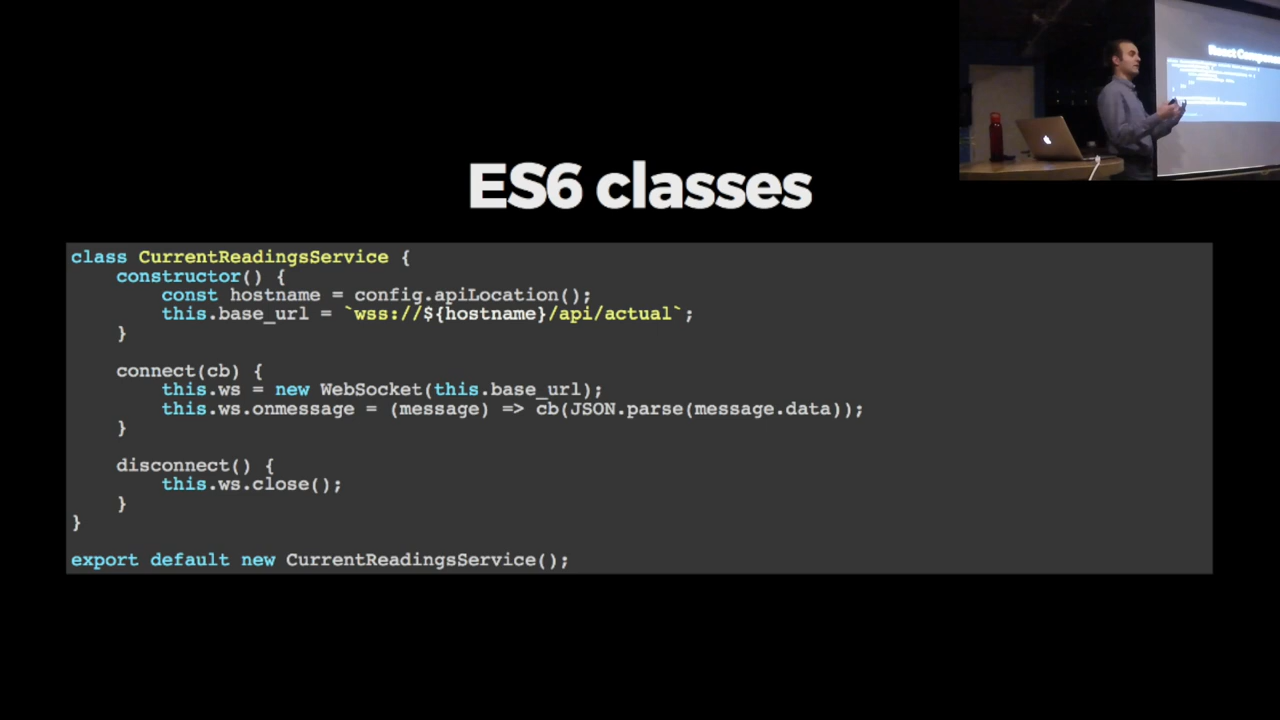 React Compone
ES6 classes
class CurrentReadingsService {
    constructor() {
        const hostname = config.apiLocation();
        this.base_url = `wss://${hostname}/api/actual`;
    }
    connect(cb) {
        this.ws = new WebSocket(this.base_url);
        this.ws.onmessage = (message) => cb(JSON.parse(message.data));
    }
    disconnect() {
        this.ws.close();
    }
}
export default new CurrentReadingsService();